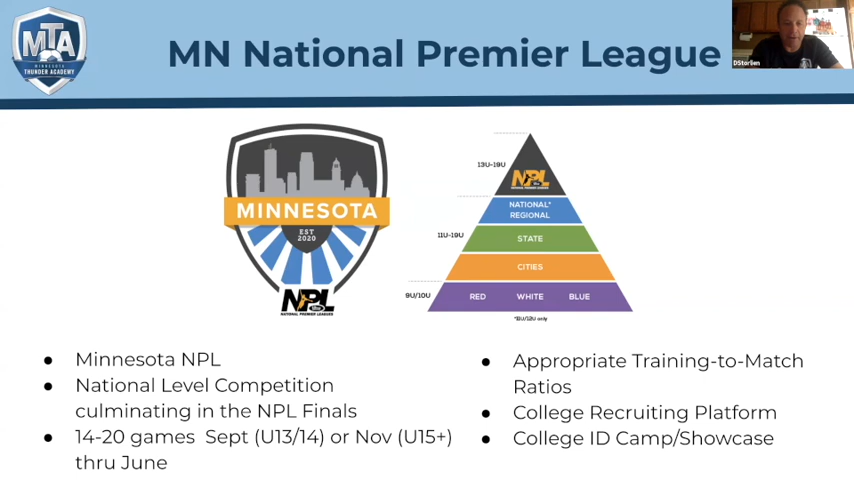 MTA
MINNESOTA
THUNDER ACADEMY
MN National Premier League
DStorlien
MINNESOTA
EST
2020
NPL
NATIONAL PREMIER LEAGUES
13U-19U
NPL
NATIONAL*
REGIONAL
11U-19U
STATE
CITIES
9U/10U
RED WHITE BLUE
*11U/12U only
● Minnesota NPL
● National Level Competition
culminating in the NPL Finals
● 14-20 games Sept (U13/14) or Nov (U15+)
thru June
● Appropriate Training-to-Match
Ratios
● College Recruiting Platform
● College ID Camp/Showcase